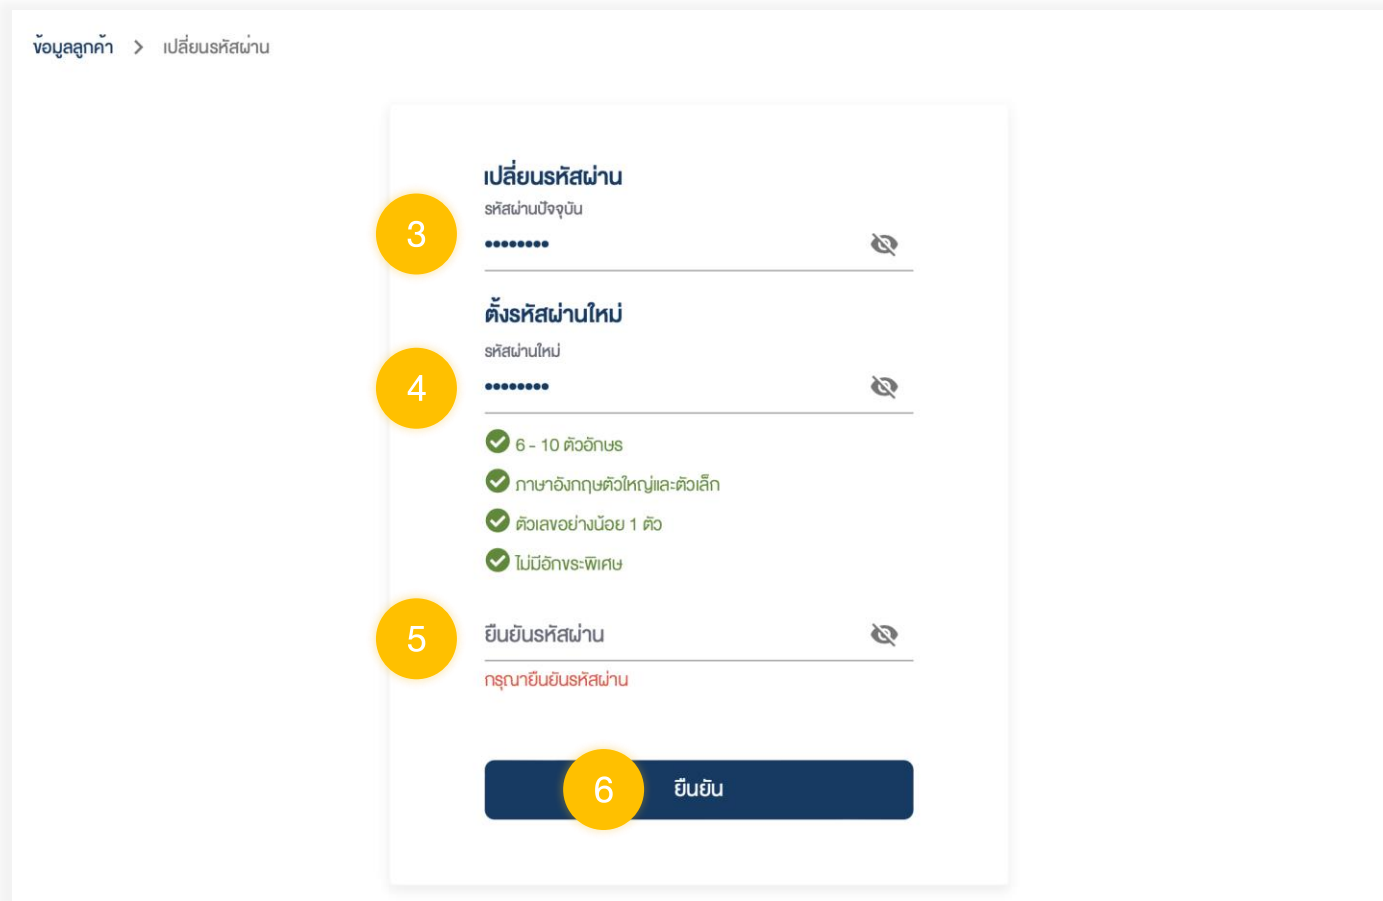 ข้อมูลลูกค้า > เปลี่ยนรหัสผ่าน
เปลี่ยนรหัสผ่าน
รหัสผ่านปัจจุบัน
3
••••••••
ตั้งรหัสผ่านใหม่
รหัสผ่านใหม่
4
••••••••
6 - 10 ตัวอักษร
ภาษาอังกฤษตัวใหญ่และตัวเล็ก
ตัวเลขอย่างน้อย 1 ตัว
ไม่มีอักขระพิเศษ
5
ยืนยันรหัสผ่าน
กรุณายืนยันรหัสผ่าน
6
ยืนยัน